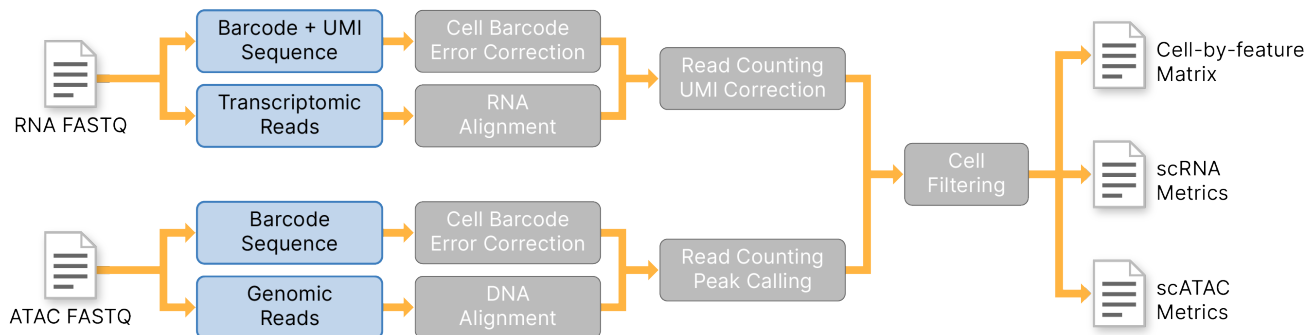 RNA FASTQ
Barcode + UMI
Sequence
Cell Barcode
Error Correction
Transcriptomic
Reads
RNA
Alignment
Read Counting
UMI Correction
ATAC FASTQ
Barcode
Sequence
Cell Barcode
Error Correction
Genomic
Reads
DNA
Alignment
Read Counting
Peak Calling
Cell
Filtering
Cell-by-feature
Matrix
scRNA
Metrics
scATAC
Metrics